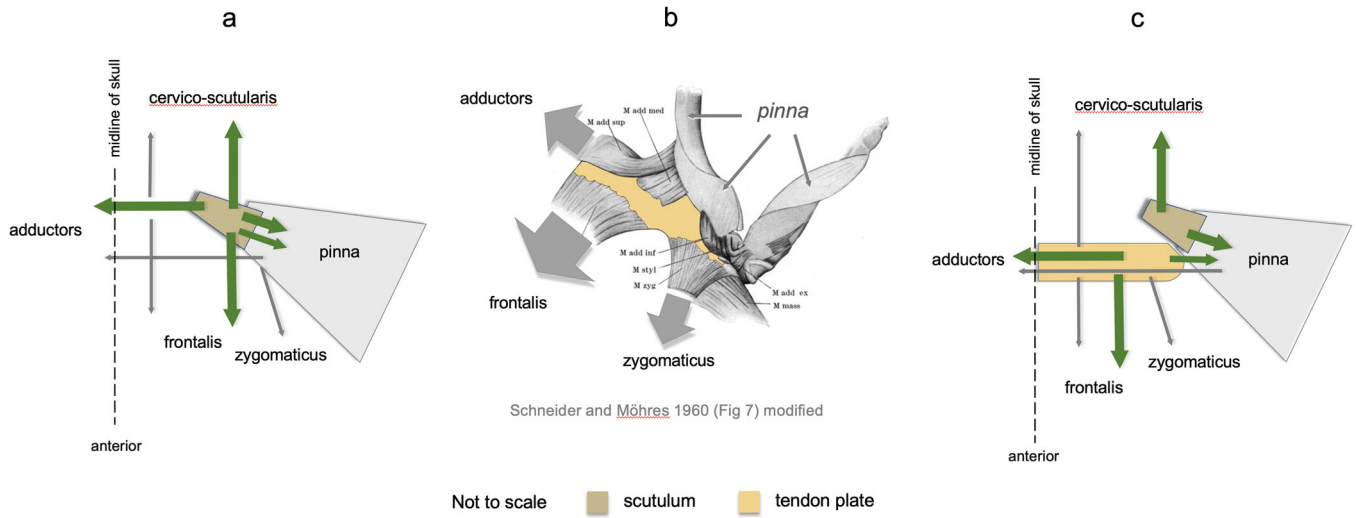 a
midline of skull
cervico-scutularis
adductors
pinna
frontalis
zygomaticus
anterior
b
adductors
M add med
M add sup
pinna
M add inf
M styl
M zyg
M add ex
M mass
frontalis
zygomaticus
Schneider and Möhres 1960 (Fig 7) modified
c
midline of skull
cervico-scutularis
adductors
pinna
zygomaticus
frontalis
anterior
Not to scale
scutulum
tendon plate